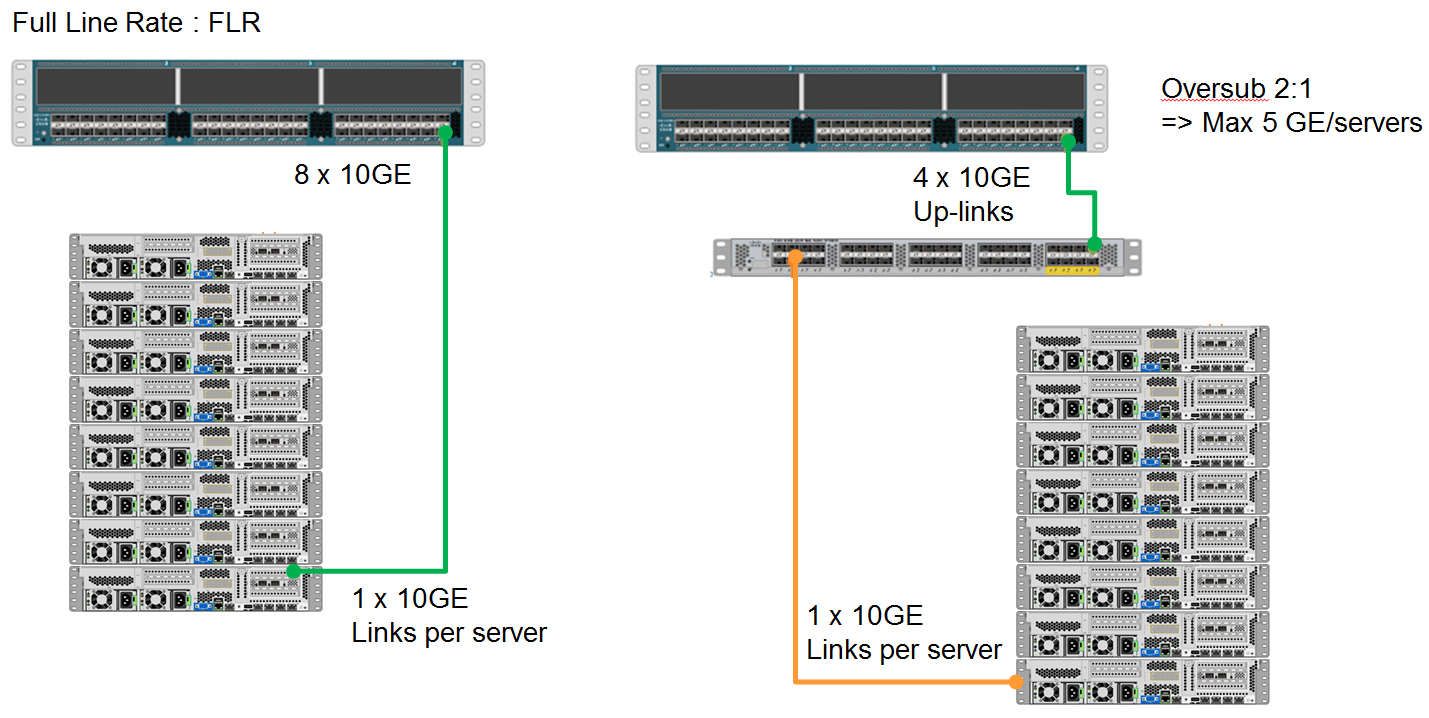 Full Line Rate : FLR
8 x 10GE
1 x 10GE
Links per server
Oversub 2:1
=> Max 5 GE/servers
4 x 10GE
Up-links
1 x 10GE
Links per server